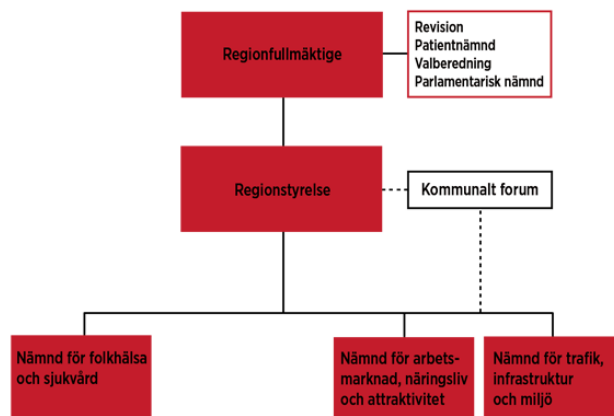 Regionfullmäktige
Revision
Patientnämnd
Valberedning
Parlamentarisk nämnd
Regionstyrelse
Kommunalt forum
Nämnd för folkhälsa
och sjukvård
Nämnd för arbets-
marknad, näringsliv
och attraktivitet
Nämnd för trafik,
infrastruktur
och miljö